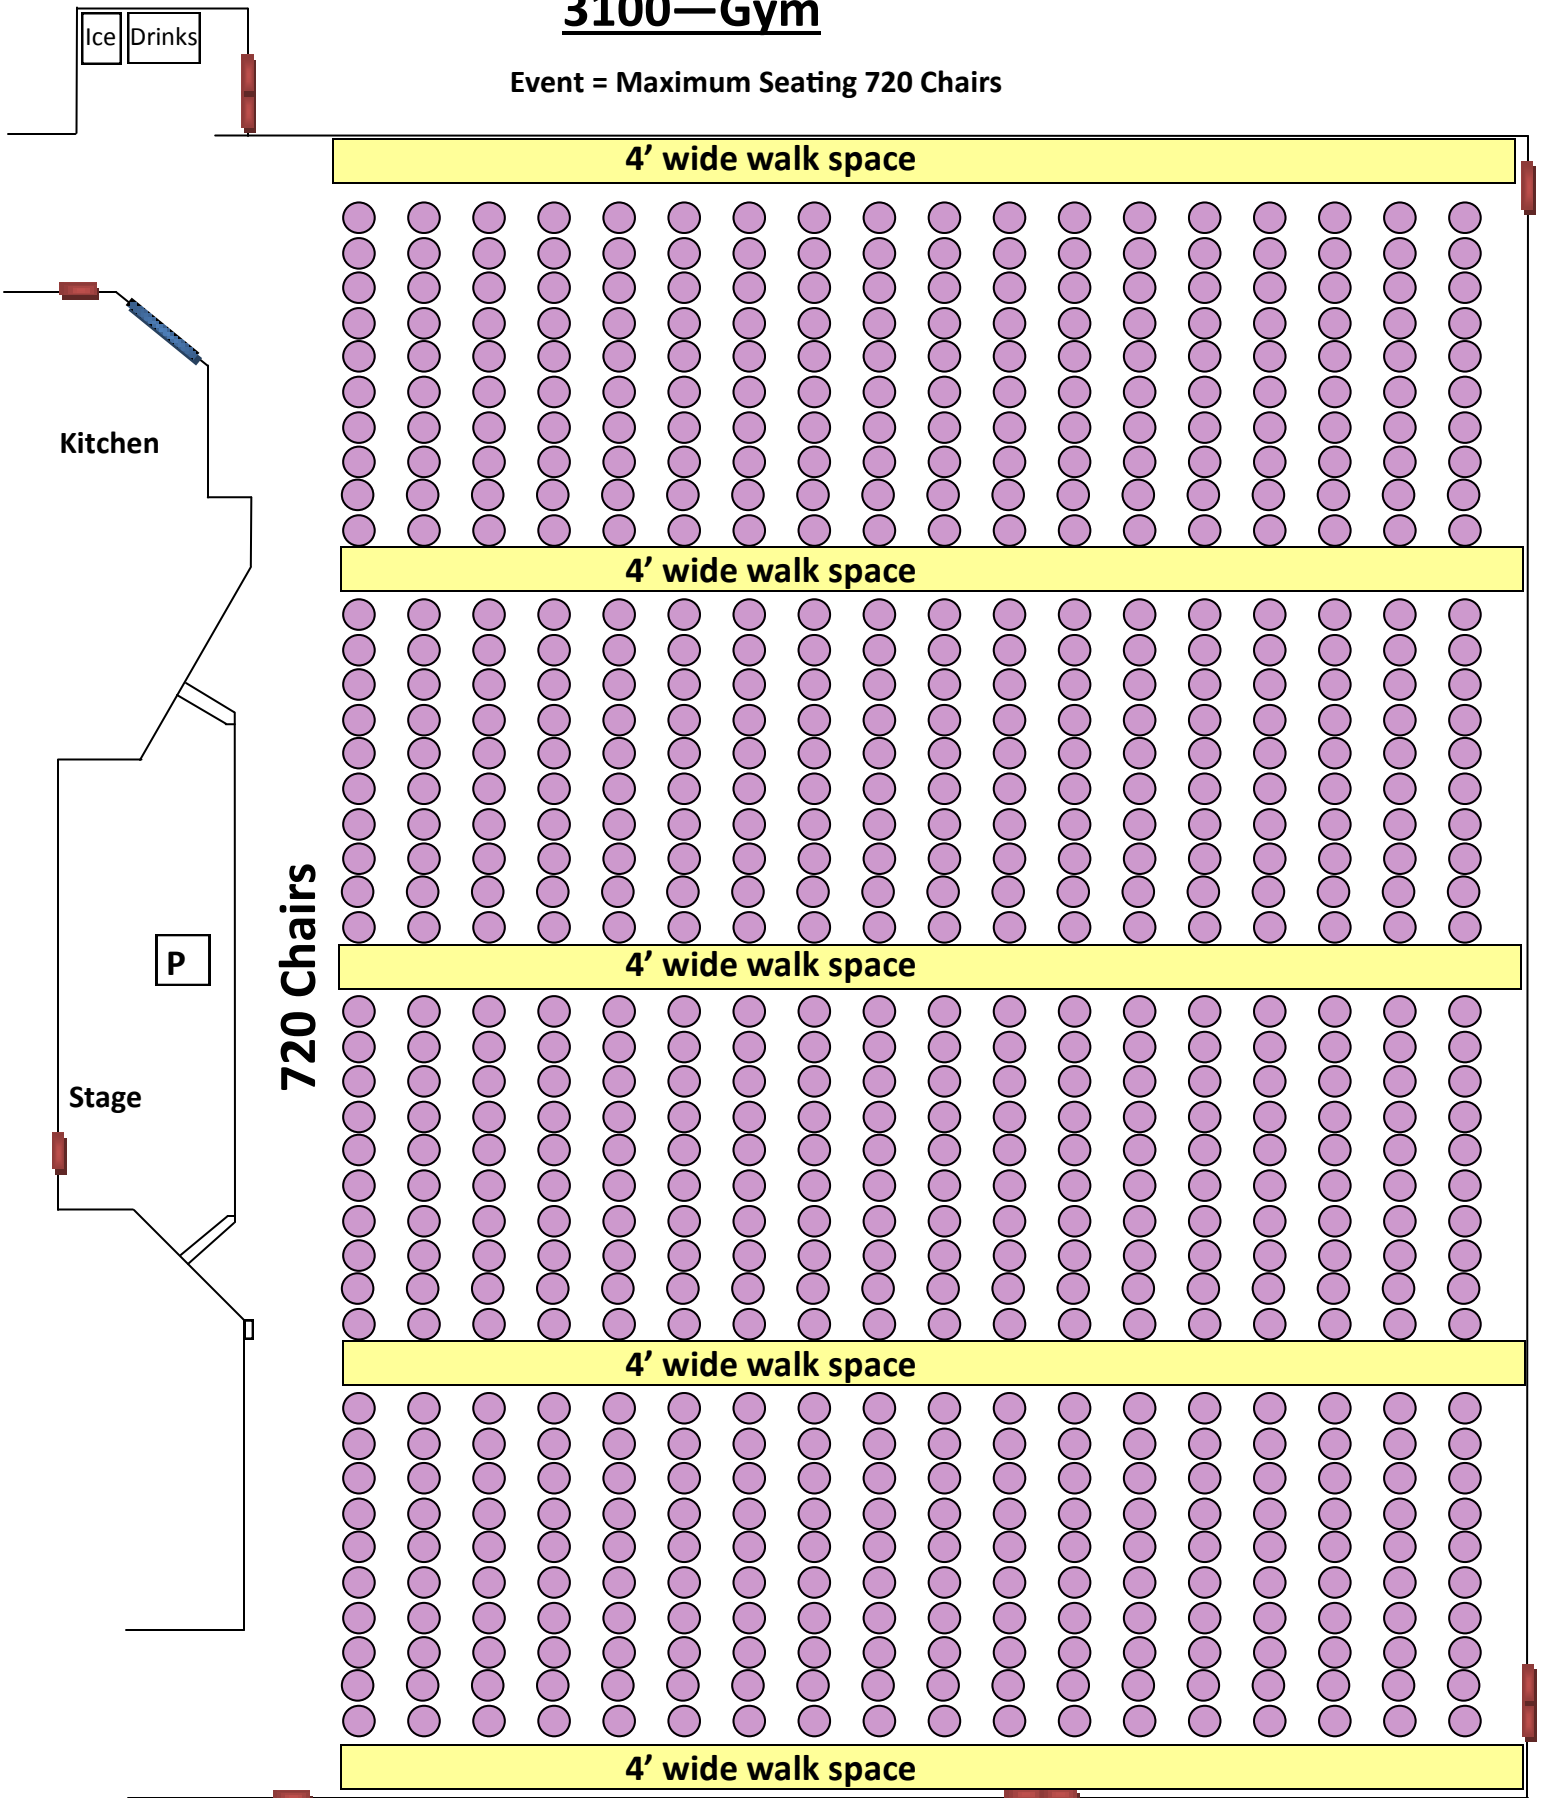 3100—Gym
Ice Drinks
Event = Maximum Seating 720 Chairs
4’ wide walk space
Kitchen
4’ wide walk space
720 Chairs
P
4’ wide walk space
Stage
4’ wide walk space
4’ wide walk space